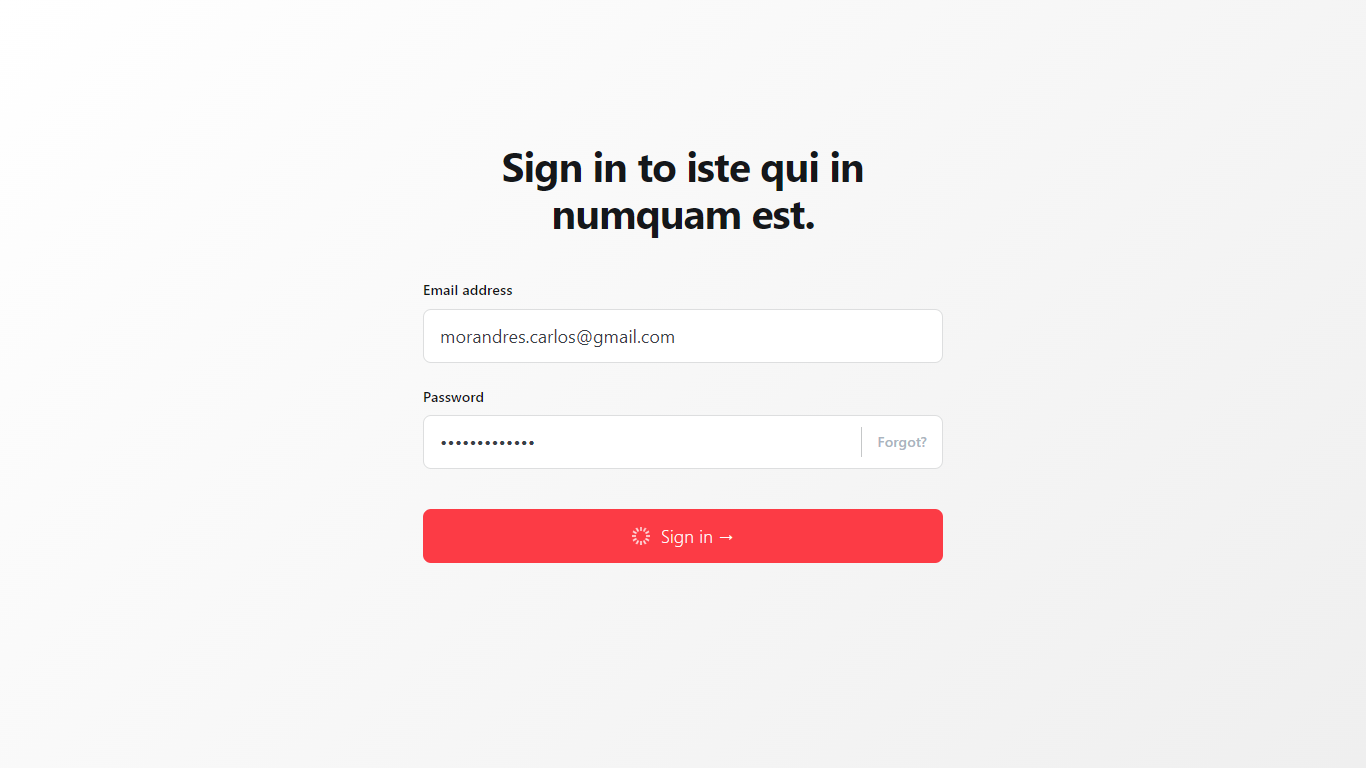 Sign in to iste qui in
numquam est.
Email address
morandres.carlos@gmail.com
Password
•••••••••••••
Forgot?
Sign in →